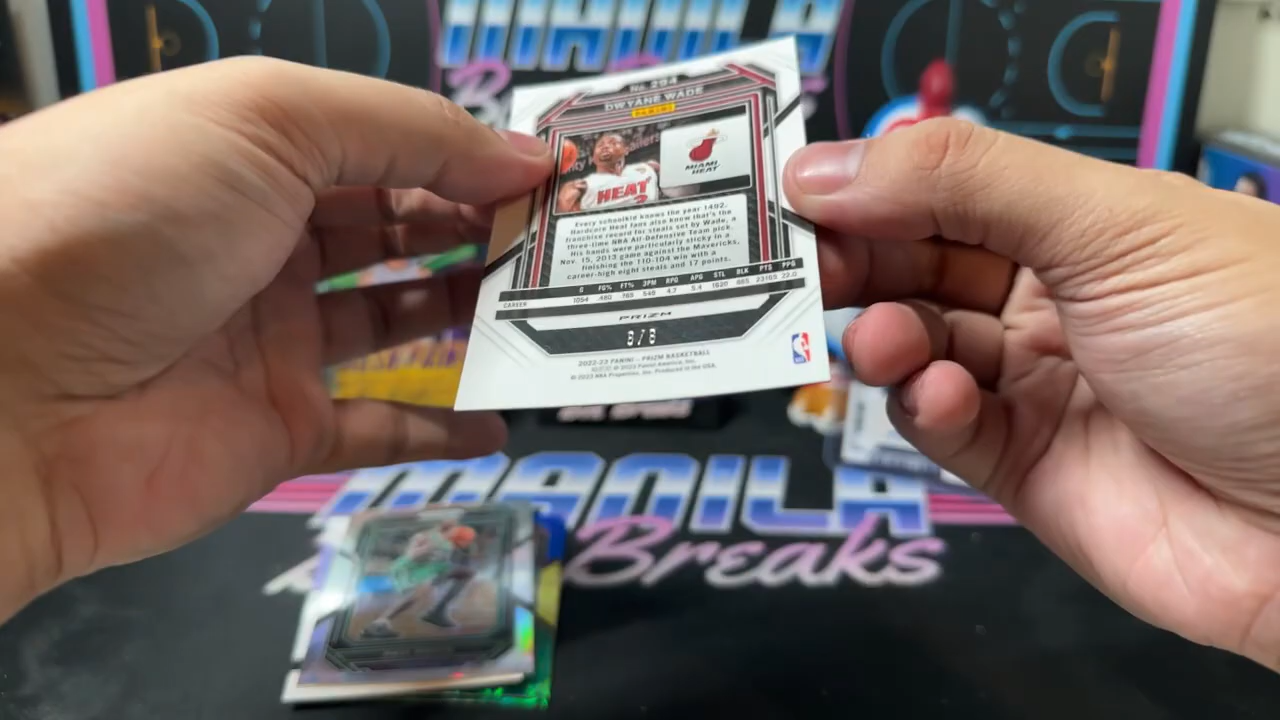 MANILA
No. 294
DWYANE WADE
PANINI
MIAMI
HEAT
HEAT
3
Every schoolkid knows the year 1492.
Hardcore Heat fans also know that's the
franchise record for steals set by Wade, a
three-time NBA All-Defensive Team pick.
His hands were particularly sticky in a
Nov. 15, 2013 game against the Mavericks,
finishing the 110-104 win with a
career-high eight steals and 17 points.
G FG% FT% 3PM RPG APG STL BLK PTS PPG
CAREER 1054 .480 .765 549 4.7 5.4 1620 885 23165 22.0
PRIZM
8/8
2022-23 PANINI – PRIZM BASKETBALL
© 2023 Panini America, Inc.
© 2023 NBA Properties, Inc. Produced in the USA.
MANILA
Breaks